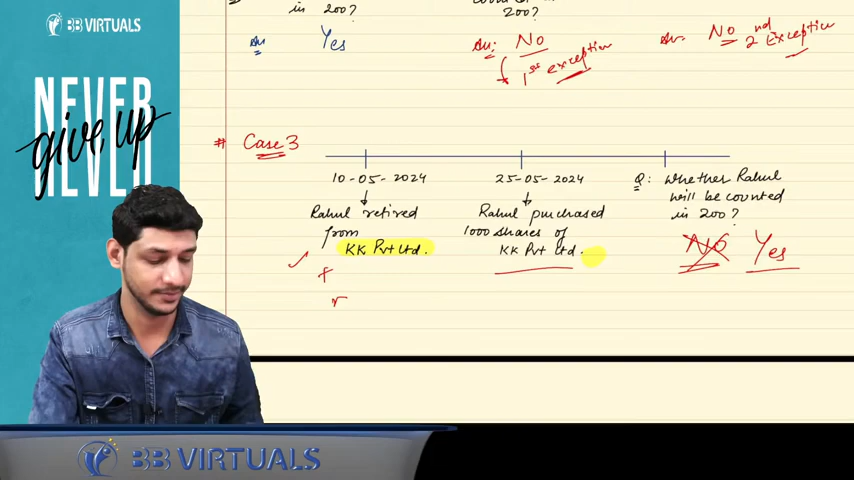 BB VIRTUALS
NEVER
give up
NEVER
in 200?
200?
Ans Yes
Ans: No
1st exception
Ans. No 2nd Exception
# Case 3
10-05-2024
25-05-2024
Rahul retired
from
KK Pvt Ltd.
Rahul purchased
1000 shares of
KK Pvt Ltd.
Q: Whether Rahul
will be counted
in 200?
No Yes
+
r
BB VIRTUALS